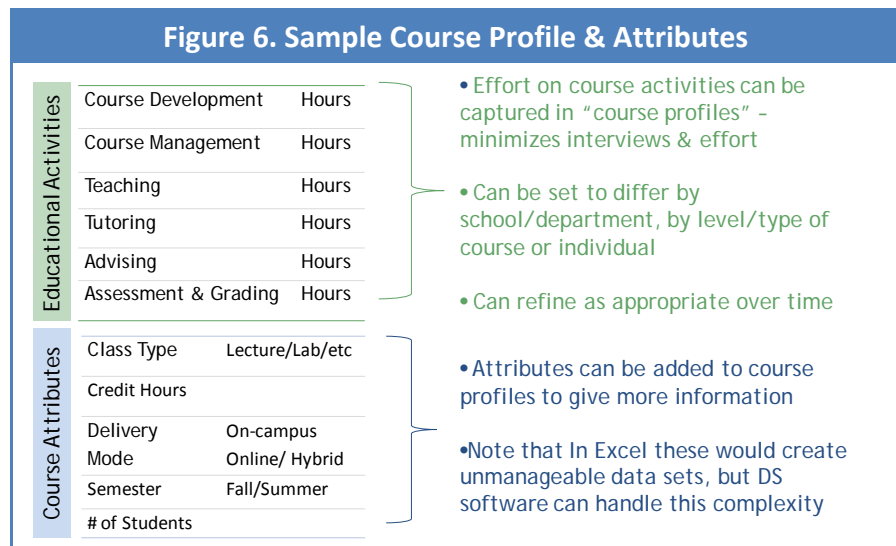 Figure 6. Sample Course Profile & Attributes
Educational Activities
Course Development Hours
Course Management Hours
Teaching Hours
Tutoring Hours
Advising Hours
Assessment & Grading Hours
• Effort on course activities can be
captured in “course profiles” –
minimizes interviews & effort
• Can be set to differ by
school/department, by level/type of
course or individual
• Can refine as appropriate over time
Course Attributes
Class Type Lecture/Lab/etc
Credit Hours
Delivery On-campus
Mode Online/ Hybrid
Semester Fall/Summer
# of Students
• Attributes can be added to course
profiles to give more information
•Note that In Excel these would create
unmanageable data sets, but DS
software can handle this complexity